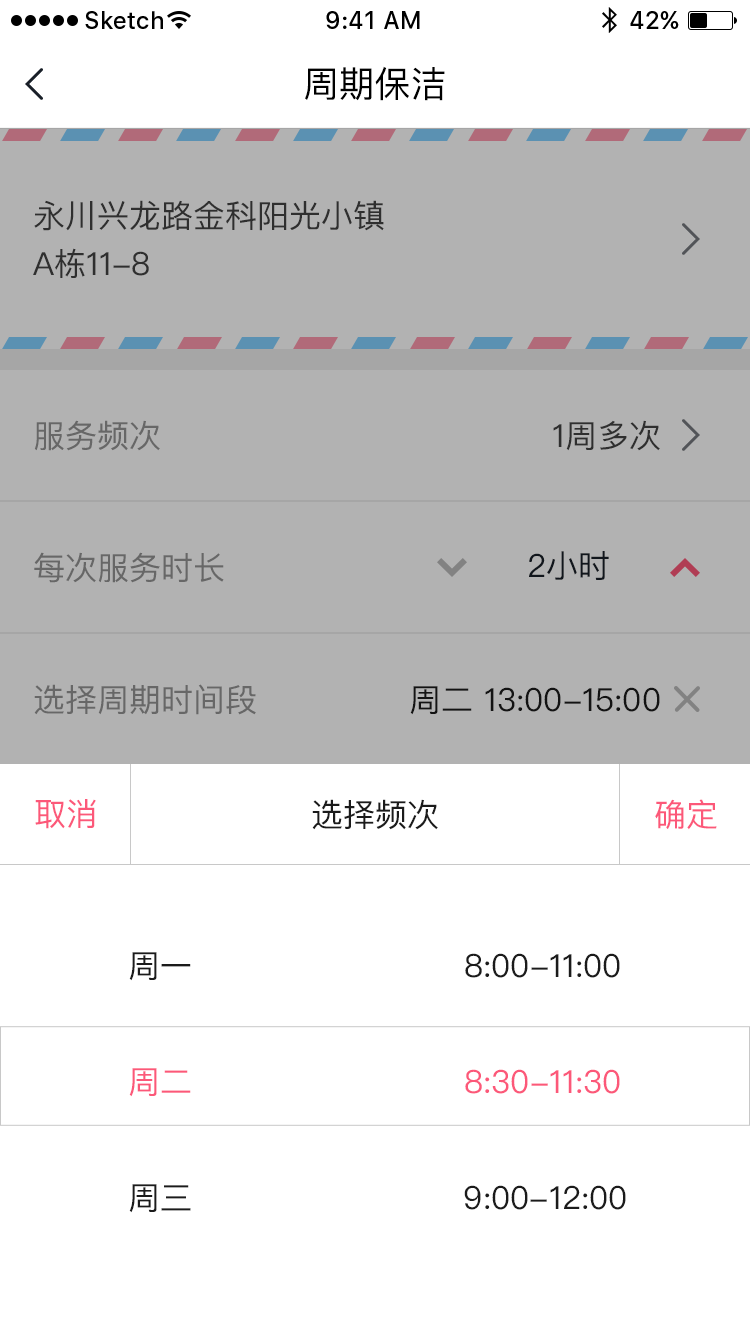 Sketch 9:41 AM 42%
周期保洁
永川兴龙路金科阳光小镇
A栋11–8
服务频次 1周多次
每次服务时长 2小时
选择周期时间段 周二 13:00–15:00
取消 选择频次 确定
周一 8:00–11:00
周二 8:30–11:30
周三 9:00–12:00